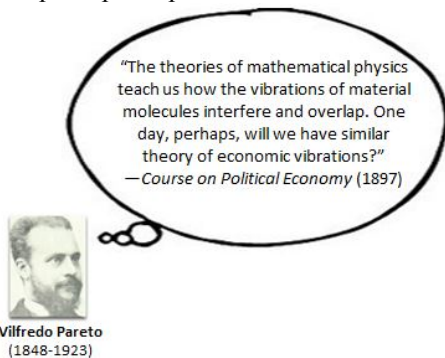 “The theories of mathematical physics
teach us how the vibrations of material
molecules interfere and overlap. One
day, perhaps, will we have similar
theory of economic vibrations?”
—Course on Political Economy (1897)
Vilfredo Pareto
(1848-1923)